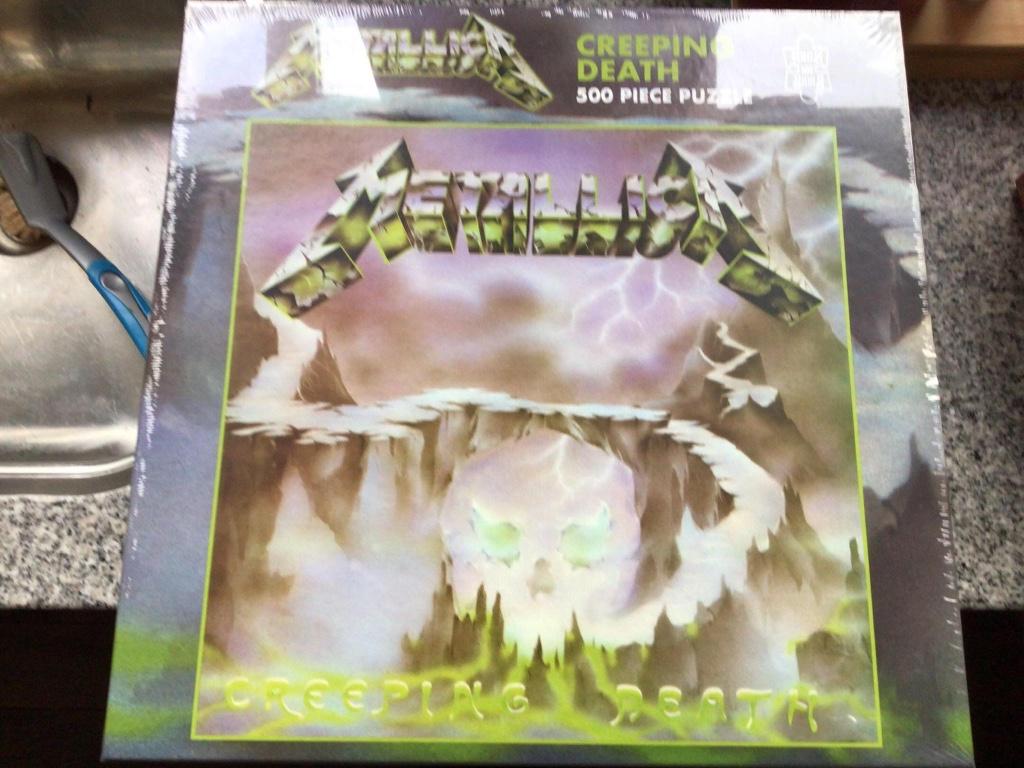 METALLICA
CREEPING
DEATH
500 PIECE PUZZLE
METALLICA
CREEPING DEATH